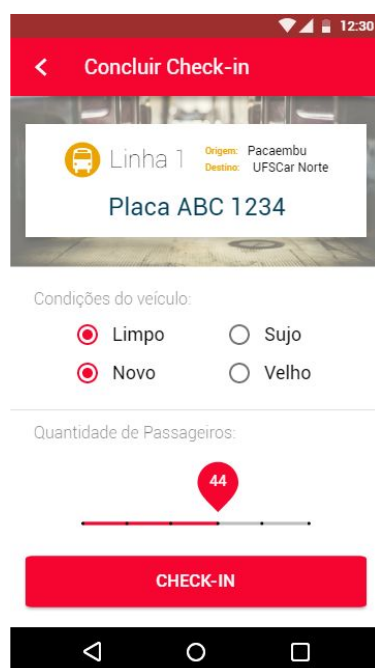 12:30
Concluir Check-in
Linha 1 Origem: Pacaembu
Destino: UFSCar Norte
Placa ABC 1234
Condições do veículo:
Limpo Sujo
Novo Velho
Quantidade de Passageiros:
44
CHECK-IN